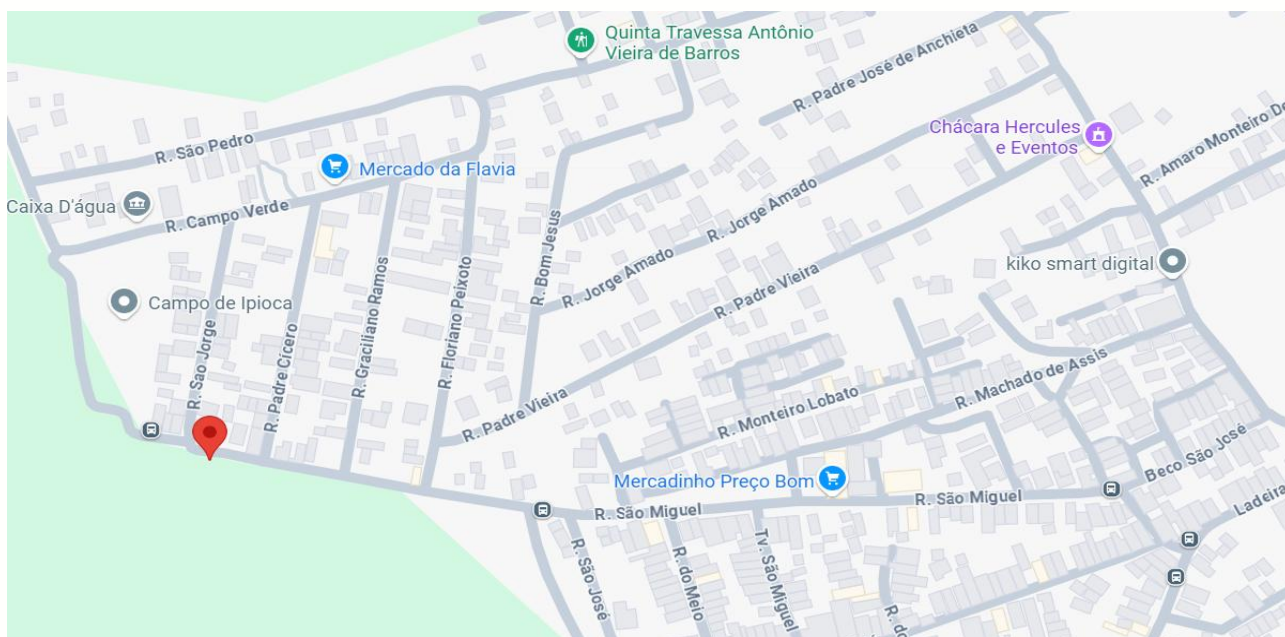 Quinta Travessa Antônio
Vieira de Barros
R. Padre José de Anchieta
Chácara Hercules
e Eventos
R. São Pedro
Mercado da Flavia
R. Amaro Monteiro De
Caixa D'água
R. Campo Verde
R. Jorge Amado
R. Bom Jesus
kiko smart digital
Campo de Ipioca
R. Jorge Amado
R. Padre Vieira
R. Graciliano Ramos
R. Floriano Peixoto
R. São Jorge
R. Padre Cícero
R. Machado de Assis
R. Padre Vieira
R. Monteiro Lobato
Beco São José
Mercadinho Preço Bom
R. São Miguel
R. São Miguel
Ladeira
R. São José
R. do Meio
Tv. São Miguel
R. do